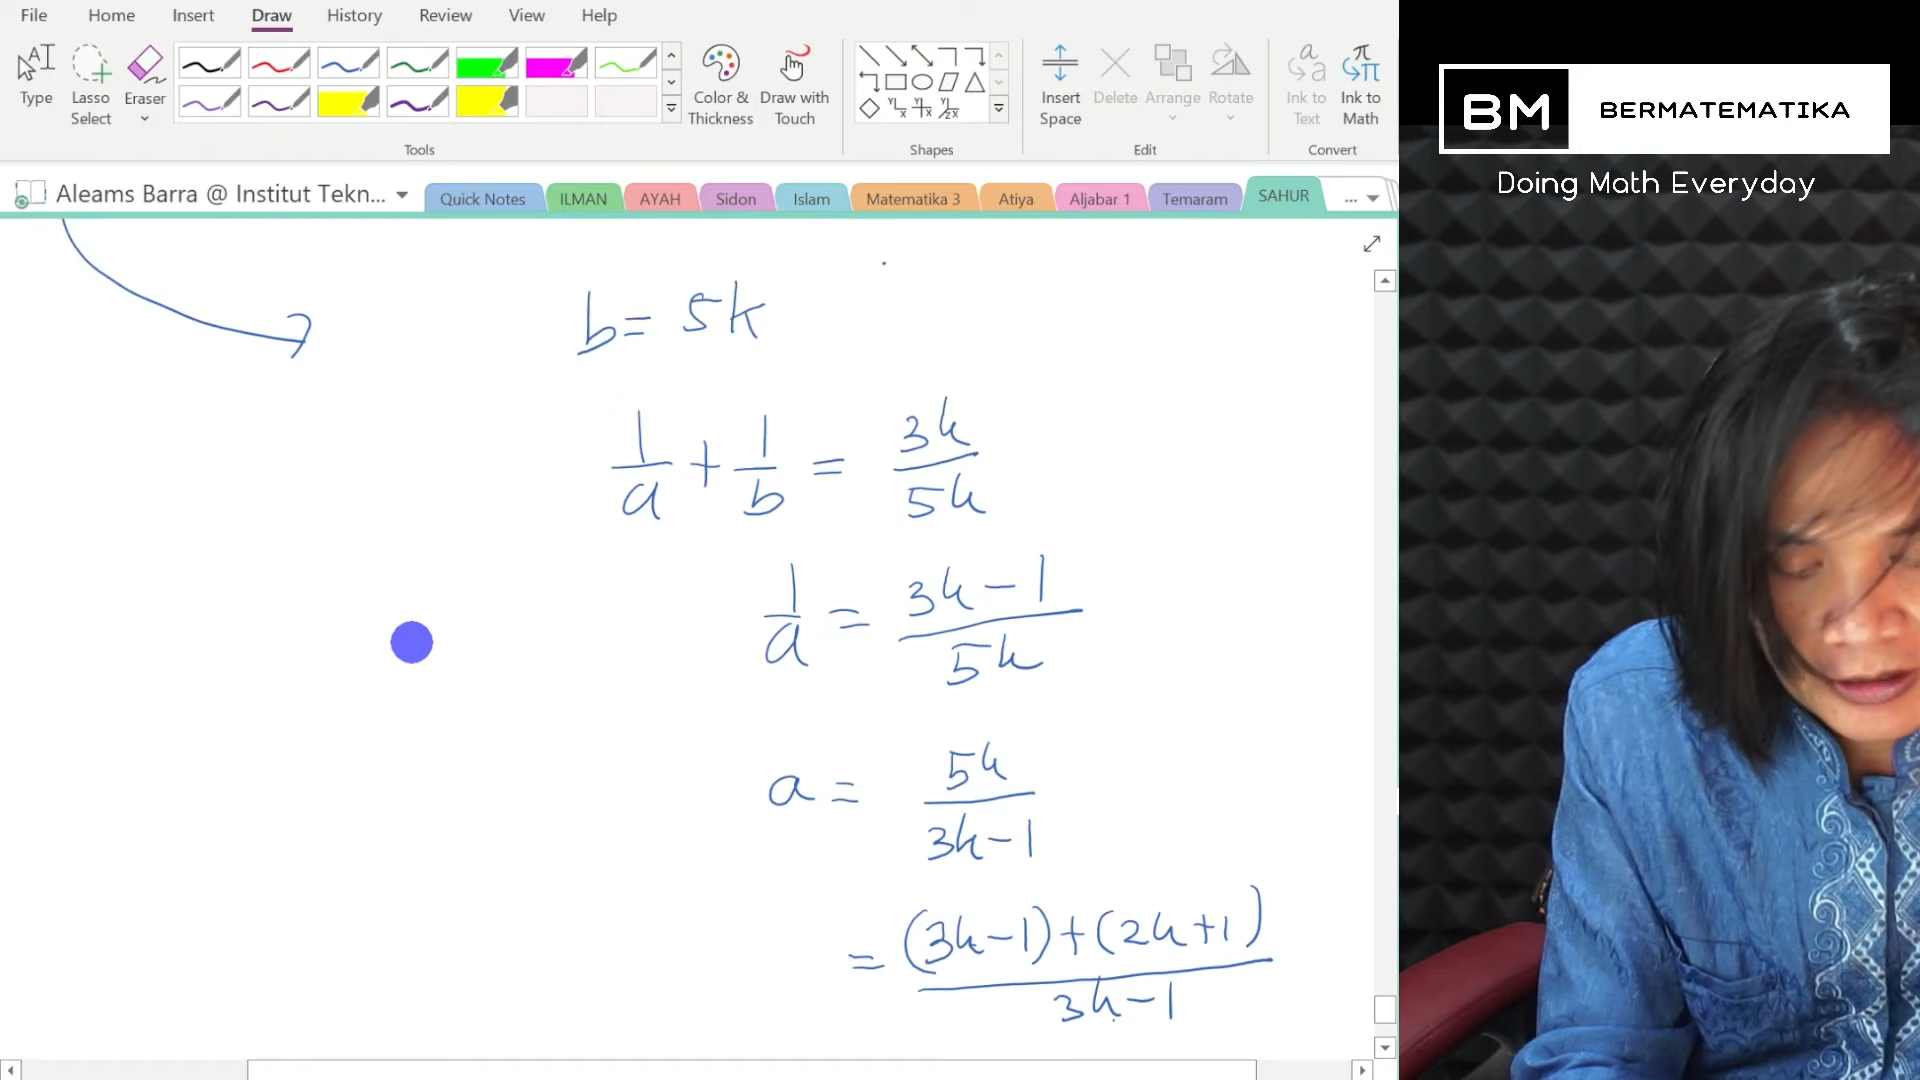 File Home Insert Draw History Review View Help
Type
Lasso Select
Eraser
Color & Thickness
Draw with Touch
Insert Space
Delete
Arrange
Rotate
Ink to Text
Ink to Math
Tools Shapes Edit Convert
Aleams Barra @ Institut Tekn...
Quick Notes ILMAN AYAH Sidon Islam Matematika 3 Atiya Aljabar 1 Temaram SAHUR ...
BM BERMATEMATIKA
Doing Math Everyday
b = 5k
1/a + 1/b = 3k/5k
1/a = (3k-1)/5k
a = 5k/(3k-1)
= ((3k-1)+(2k+1))/(3k-1)